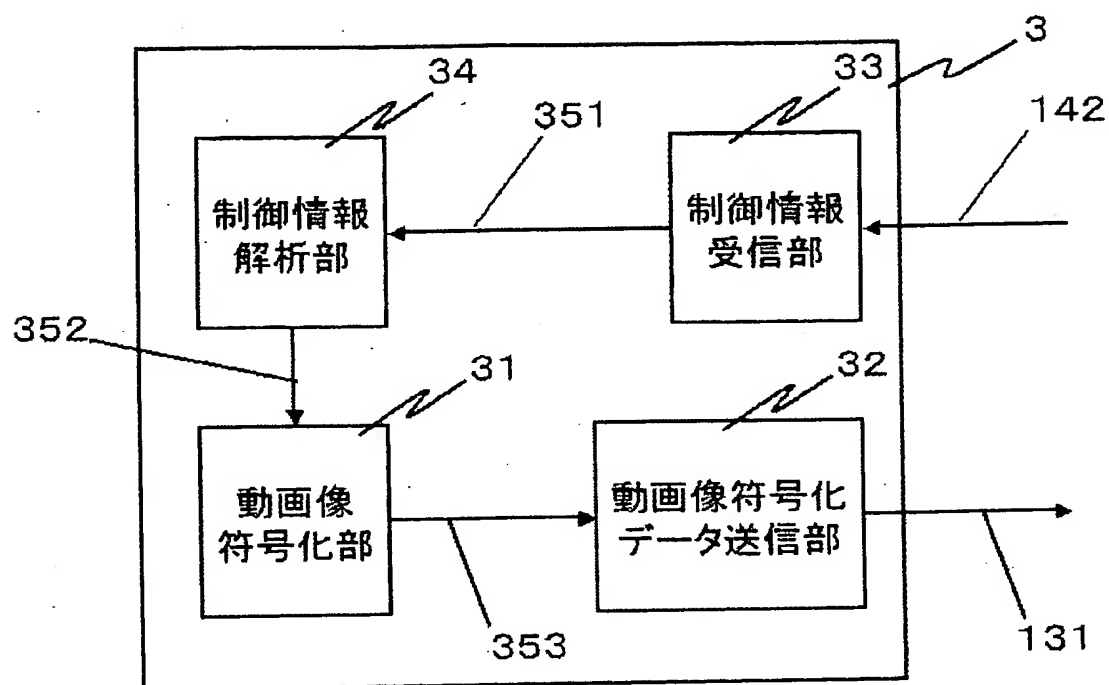 3
34
33
351
142
制御情報
解析部
制御情報
受信部
352
31
32
動画像
符号化部
動画像符号化
データ送信部
353
131